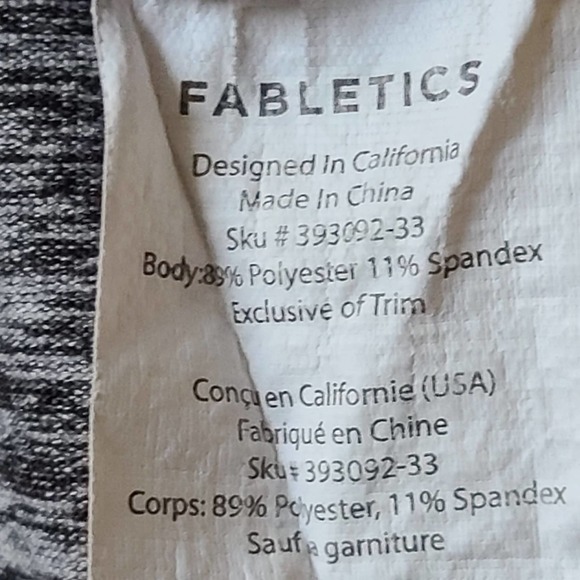 FABLETICS
Designed In California
Made In China
Sku # 393092-33
Body:89% Polyester 11% Spandex
Exclusive of Trim
Conçu en Californie (USA)
Fabriqué en Chine
Sku# 393092-33
Corps: 89% Polyester, 11% Spandex
Sauf a garniture